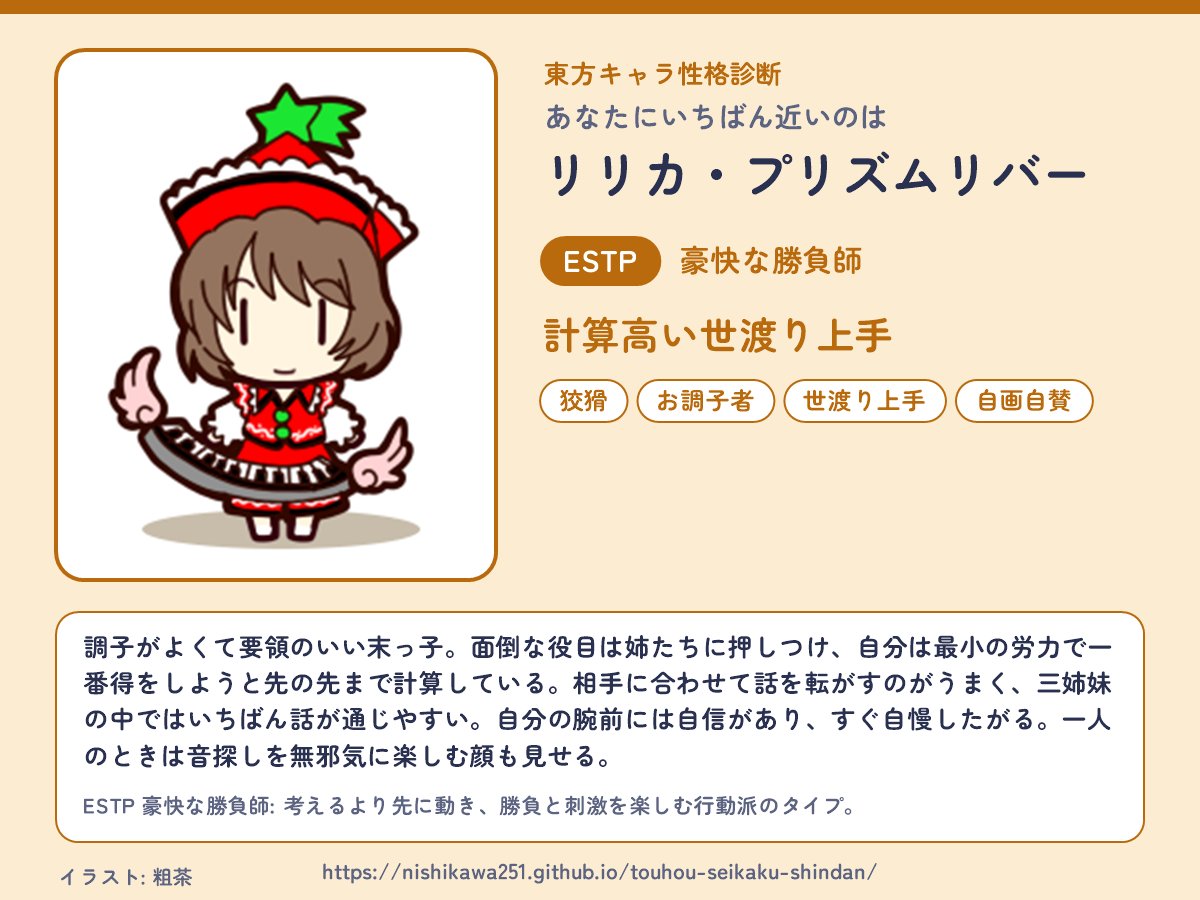 東方キャラ性格診断
あなたにいちばん近いのは
リリカ・プリズムリバー
ESTP 豪快な勝負師
計算高い世渡り上手
狡猾 お調子者 世渡り上手 自画自賛
調子がよくて要領のいい末っ子。面倒な役目は姉たちに押しつけ、自分は最小の労力で一
番得をしようと先の先まで計算している。相手に合わせて話を転がすのがうまく、三姉妹
の中ではいちばん話が通じやすい。自分の腕前には自信があり、すぐ自慢したがる。一人
のときは音探しを無邪気に楽しむ顔も見せる。
ESTP 豪快な勝負師: 考えるより先に動き、勝負と刺激を楽しむ行動派のタイプ。
イラスト: 粗茶
https://nishikawa251.github.io/touhou-seikaku-shindan/